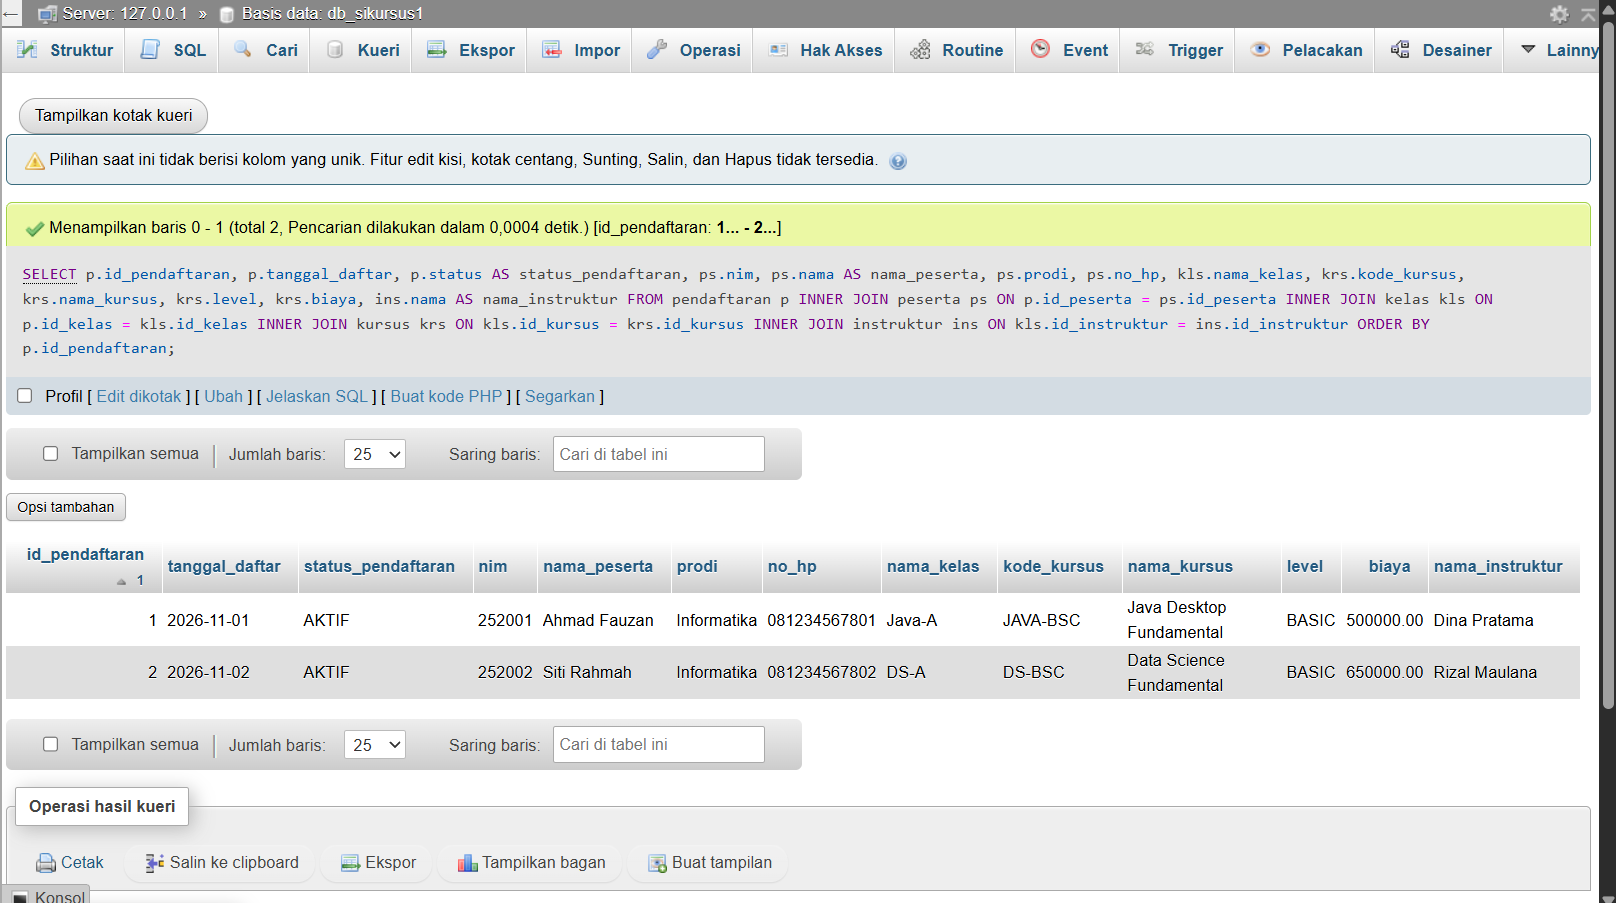 Server: 127.0.0.1 » Basis data: db_sikursus1
Struktur SQL Cari Kueri Ekspor Impor Operasi Hak Akses Routine Event Trigger Pelacakan Desainer Lainny
Tampilkan kotak kueri
Pilihan saat ini tidak berisi kolom yang unik. Fitur edit kisi, kotak centang, Sunting, Salin, dan Hapus tidak tersedia.
Menampilkan baris 0 - 1 (total 2, Pencarian dilakukan dalam 0,0004 detik.) [id_pendaftaran: 1... - 2...]
SELECT p.id_pendaftaran, p.tanggal_daftar, p.status AS status_pendaftaran, ps.nim, ps.nama AS nama_peserta, ps.prodi, ps.no_hp, kls.nama_kelas, krs.kode_kursus,
krs.nama_kursus, krs.level, krs.biaya, ins.nama AS nama_instruktur FROM pendaftaran p INNER JOIN peserta ps ON p.id_peserta = ps.id_peserta INNER JOIN kelas kls ON
p.id_kelas = kls.id_kelas INNER JOIN kursus krs ON kls.id_kursus = krs.id_kursus INNER JOIN instruktur ins ON kls.id_instruktur = ins.id_instruktur ORDER BY
p.id_pendaftaran;
Profil [ Edit dikotak ] [ Ubah ] [ Jelaskan SQL ] [ Buat kode PHP ] [ Segarkan ]
Tampilkan semua Jumlah baris: 25 Saring baris: Cari di tabel ini
Opsi tambahan
id_pendaftaran 1 tanggal_daftar status_pendaftaran nim nama_peserta prodi no_hp nama_kelas kode_kursus nama_kursus level biaya nama_instruktur
1 2026-11-01 AKTIF 252001 Ahmad Fauzan Informatika 081234567801 Java-A JAVA-BSC Java Desktop Fundamental BASIC 500000.00 Dina Pratama
2 2026-11-02 AKTIF 252002 Siti Rahmah Informatika 081234567802 DS-A DS-BSC Data Science Fundamental BASIC 650000.00 Rizal Maulana
Tampilkan semua Jumlah baris: 25 Saring baris: Cari di tabel ini
Operasi hasil kueri
Cetak Salin ke clipboard Ekspor Tampilkan bagan Buat tampilan
Konsol